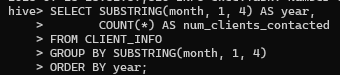 hive> SELECT SUBSTRING(month, 1, 4) AS year,
    >        COUNT(*) AS num_clients_contacted
    > FROM CLIENT_INFO
    > GROUP BY SUBSTRING(month, 1, 4)
    > ORDER BY year;